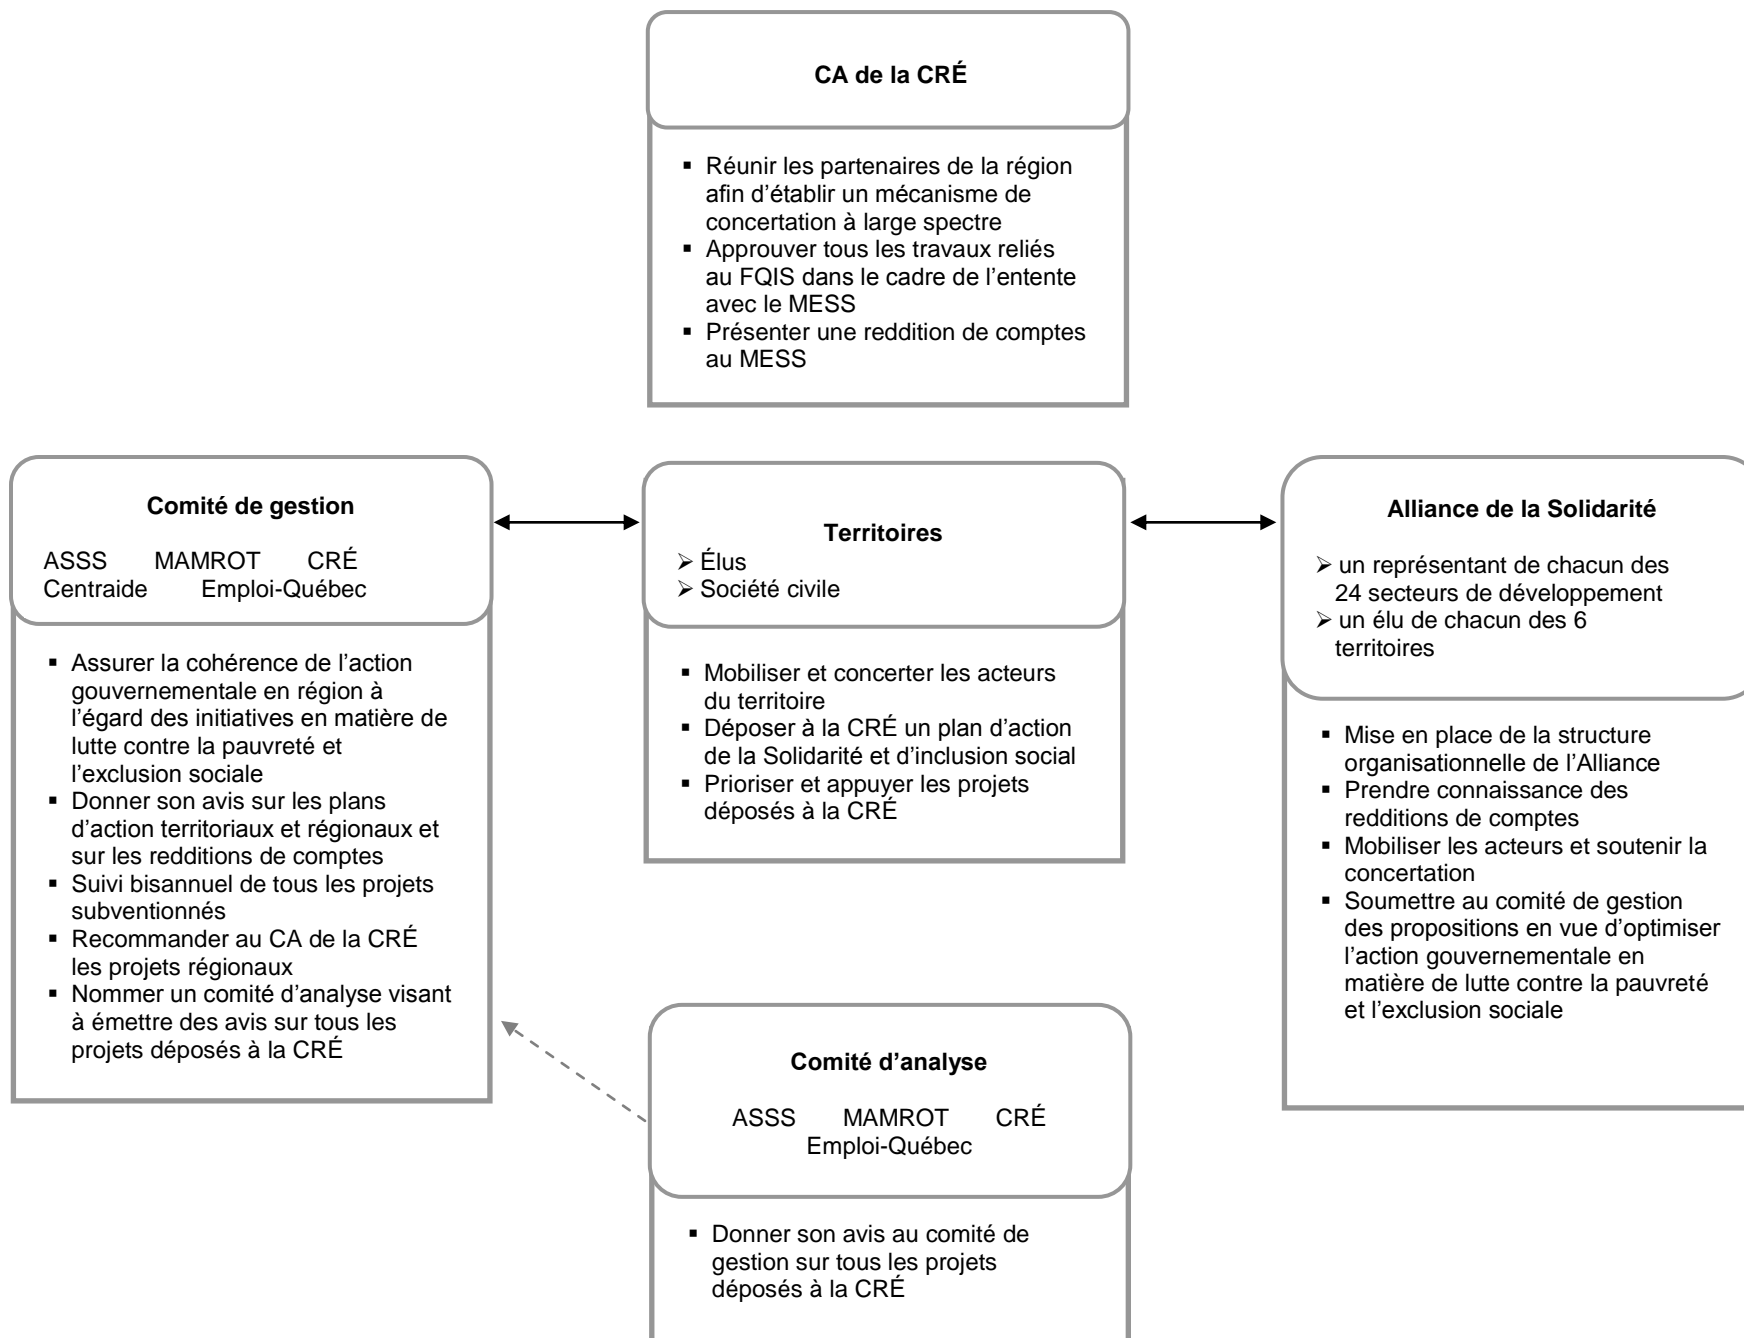 CA de la CRÉ
▪ Réunir les partenaires de la région
afin d’établir un mécanisme de
concertation à large spectre
▪ Approuver tous les travaux reliés
au FQIS dans le cadre de l’entente
avec le MESS
▪ Présenter une reddition de comptes
au MESS
Comité de gestion
ASSS MAMROT CRÉ
Centraide Emploi-Québec
▪ Assurer la cohérence de l’action
gouvernementale en région à
l’égard des initiatives en matière de
lutte contre la pauvreté et
l’exclusion sociale
▪ Donner son avis sur les plans
d’action territoriaux et régionaux et
sur les redditions de comptes
▪ Suivi bisannuel de tous les projets
subventionnés
▪ Recommander au CA de la CRÉ
les projets régionaux
▪ Nommer un comité d’analyse visant
à émettre des avis sur tous les
projets déposés à la CRÉ
Territoires
➢ Élus
➢ Société civile
▪ Mobiliser et concerter les acteurs
du territoire
▪ Déposer à la CRÉ un plan d’action
de la Solidarité et d’inclusion social
▪ Prioriser et appuyer les projets
déposés à la CRÉ
Alliance de la Solidarité
➢ un représentant de chacun des
24 secteurs de développement
➢ un élu de chacun des 6
territoires
▪ Mise en place de la structure
organisationnelle de l’Alliance
▪ Prendre connaissance des
redditions de comptes
▪ Mobiliser les acteurs et soutenir la
concertation
▪ Soumettre au comité de gestion
des propositions en vue d’optimiser
l’action gouvernementale en
matière de lutte contre la pauvreté
et l’exclusion sociale
Comité d’analyse
ASSS MAMROT CRÉ
Emploi-Québec
▪ Donner son avis au comité de
gestion sur tous les projets
déposés à la CRÉ